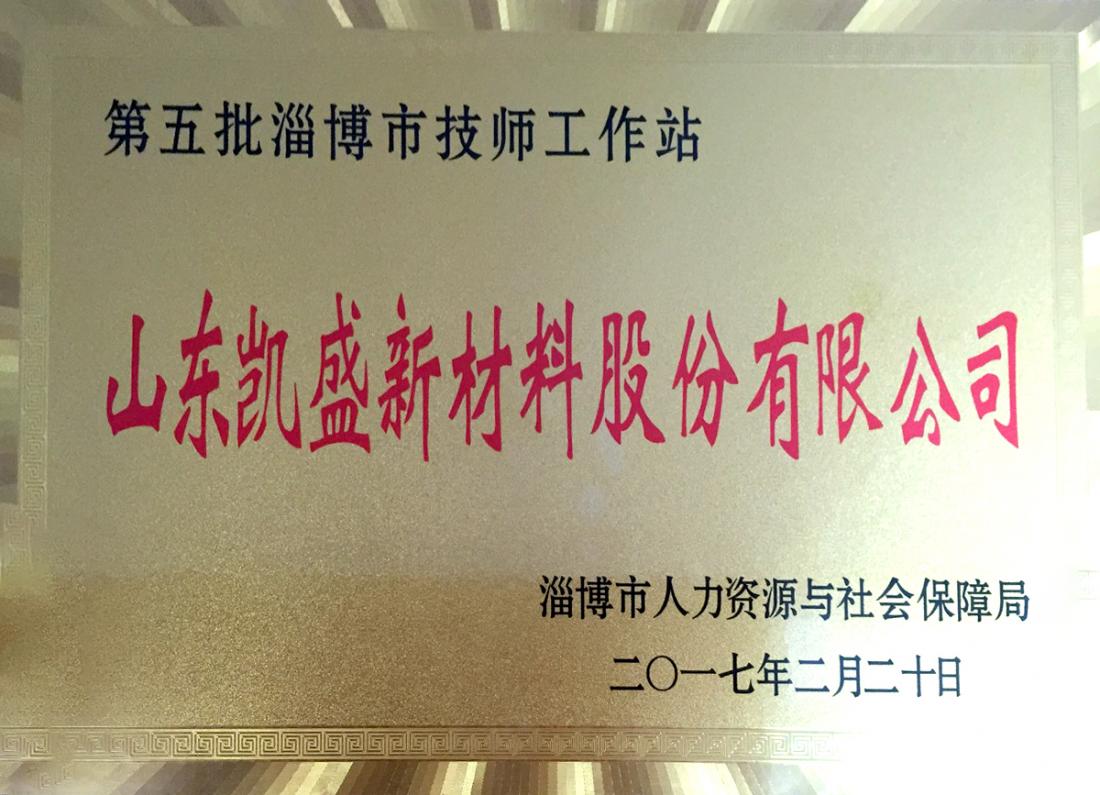 第五批淄博市技师工作站
山东凯盛新材料股份有限公司
淄博市人力资源与社会保障局
二〇一七年二月二十日